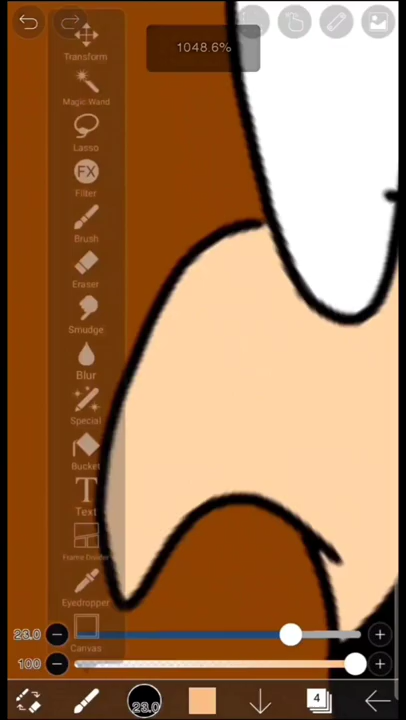 1048.6%
Transform
Magic Wand
Lasso
FX
Filter
Brush
Eraser
Smudge
Blur
Special
Bucket
T
Text
Frame Divider
Eyedropper
Canvas
23.0
100
23.0
4